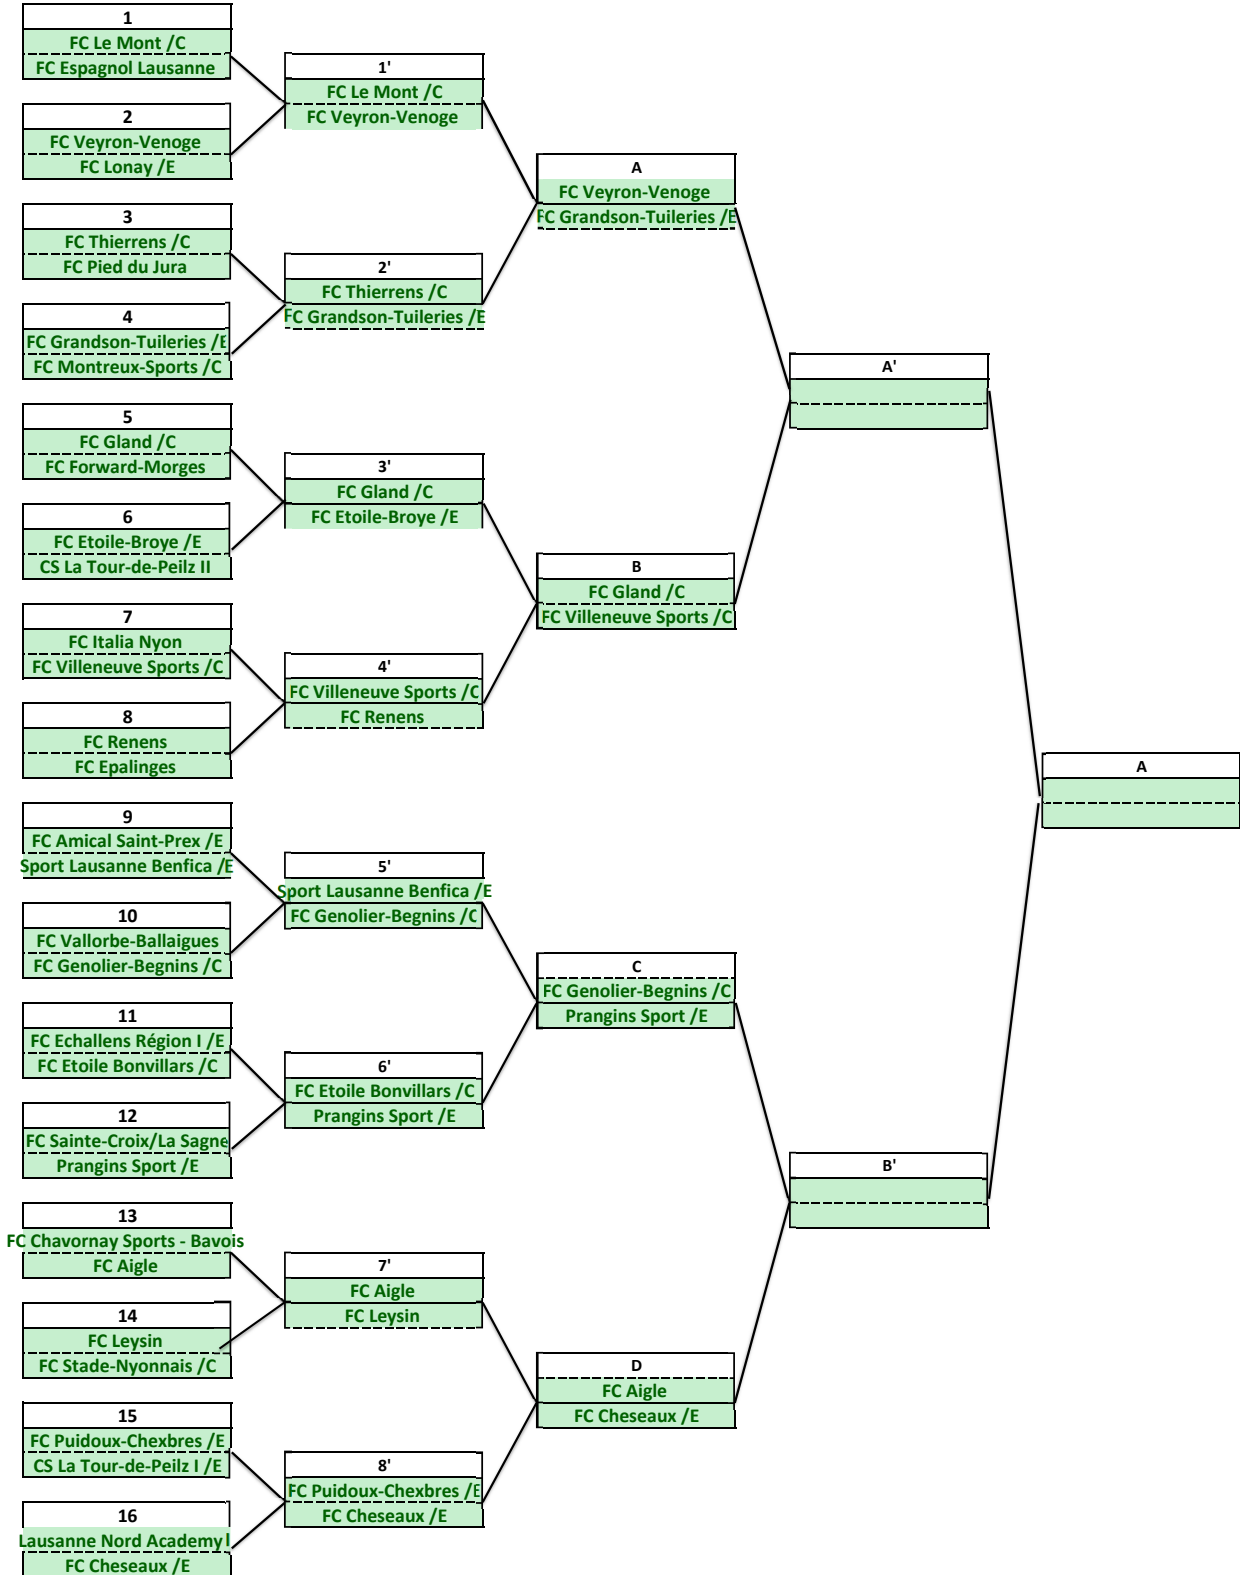 1
FC Le Mont /C
FC Espagnol Lausanne
2
FC Veyron-Venoge
FC Lonay /E
3
FC Thierrens /C
FC Pied du Jura
4
FC Grandson-Tuileries /E
FC Montreux-Sports /C
5
FC Gland /C
FC Forward-Morges
6
FC Etoile-Broye /E
CS La Tour-de-Peilz II
7
FC Italia Nyon
FC Villeneuve Sports /C
8
FC Renens
FC Epalinges
9
FC Amical Saint-Prex /E
Sport Lausanne Benfica /E
10
FC Vallorbe-Ballaigues
FC Genolier-Begnins /C
11
FC Echallens Région I /E
FC Etoile Bonvillars /C
12
FC Sainte-Croix/La Sagne
Prangins Sport /E
13
FC Chavornay Sports - Bavois
FC Aigle
14
FC Leysin
FC Stade-Nyonnais /C
15
FC Puidoux-Chexbres /E
CS La Tour-de-Peilz I /E
16
Lausanne Nord Academy I
FC Cheseaux /E
1'
FC Le Mont /C
FC Veyron-Venoge
2'
FC Thierrens /C
FC Grandson-Tuileries /E
3'
FC Gland /C
FC Etoile-Broye /E
4'
FC Villeneuve Sports /C
FC Renens
5'
Sport Lausanne Benfica /E
FC Genolier-Begnins /C
6'
FC Etoile Bonvillars /C
Prangins Sport /E
7'
FC Aigle
FC Leysin
8'
FC Puidoux-Chexbres /E
FC Cheseaux /E
A
FC Veyron-Venoge
FC Grandson-Tuileries /E
B
FC Gland /C
FC Villeneuve Sports /C
C
FC Genolier-Begnins /C
Prangins Sport /E
D
FC Aigle
FC Cheseaux /E
A'
B'
A